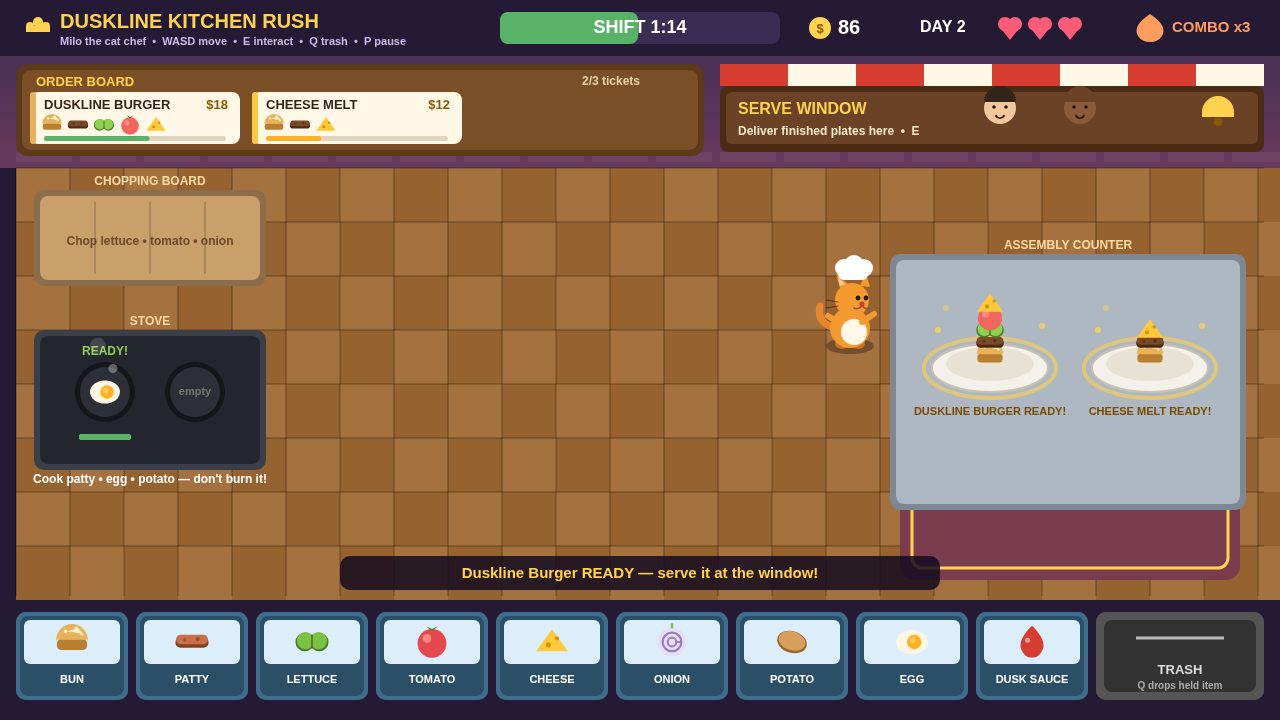 DUSKLINE KITCHEN RUSH
Milo the cat chef • WASD move • E interact • Q trash • P pause
SHIFT 1:14
$ 86
DAY 2
COMBO x3
ORDER BOARD
2/3 tickets
DUSKLINE BURGER $18
CHEESE MELT $12
SERVE WINDOW
Deliver finished plates here • E
CHOPPING BOARD
Chop lettuce • tomato • onion
STOVE
READY!
empty
Cook patty • egg • potato — don't burn it!
ASSEMBLY COUNTER
DUSKLINE BURGER READY!
CHEESE MELT READY!
Duskline Burger READY — serve it at the window!
BUN
PATTY
LETTUCE
TOMATO
CHEESE
ONION
POTATO
EGG
DUSK SAUCE
TRASH
Q drops held item